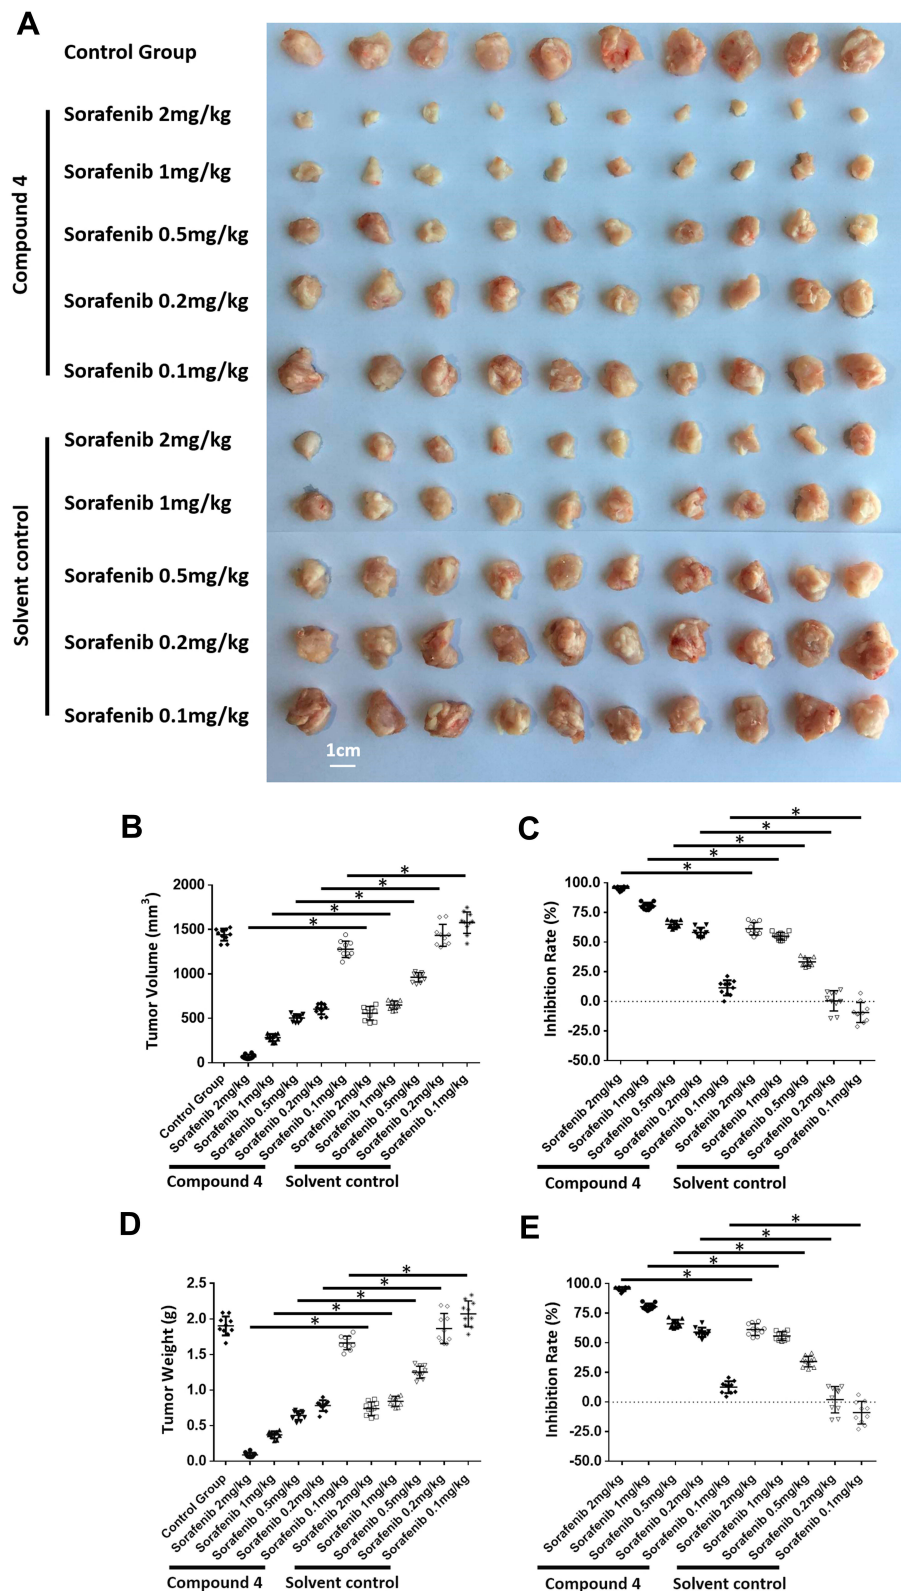 A
Control Group
Compound 4
Sorafenib 2mg/kg
Sorafenib 1mg/kg
Sorafenib 0.5mg/kg
Sorafenib 0.2mg/kg
Sorafenib 0.1mg/kg
Solvent control
Sorafenib 2mg/kg
Sorafenib 1mg/kg
Sorafenib 0.5mg/kg
Sorafenib 0.2mg/kg
Sorafenib 0.1mg/kg
1cm
B
Tumor Volume (mm³)
2000
1500
1000
500
0
*
*
*
*
*
Control Group
Sorafenib 2mg/kg
Sorafenib 1mg/kg
Sorafenib 0.5mg/kg
Sorafenib 0.2mg/kg
Sorafenib 0.1mg/kg
Sorafenib 2mg/kg
Sorafenib 1mg/kg
Sorafenib 0.5mg/kg
Sorafenib 0.2mg/kg
Sorafenib 0.1mg/kg
Compound 4
Solvent control
C
Inhibition Rate (%)
100.0
75.0
50.0
25.0
0.0
-25.0
-50.0
*
*
*
*
*
Sorafenib 2mg/kg
Sorafenib 1mg/kg
Sorafenib 0.5mg/kg
Sorafenib 0.2mg/kg
Sorafenib 0.1mg/kg
Sorafenib 2mg/kg
Sorafenib 1mg/kg
Sorafenib 0.5mg/kg
Sorafenib 0.2mg/kg
Sorafenib 0.1mg/kg
Compound 4
Solvent control
D
Tumor Weight (g)
2.5
2.0
1.5
1.0
0.5
0.0
*
*
*
*
*
Control Group
Sorafenib 2mg/kg
Sorafenib 1mg/kg
Sorafenib 0.5mg/kg
Sorafenib 0.2mg/kg
Sorafenib 0.1mg/kg
Sorafenib 2mg/kg
Sorafenib 1mg/kg
Sorafenib 0.5mg/kg
Sorafenib 0.2mg/kg
Sorafenib 0.1mg/kg
Compound 4
Solvent control
E
Inhibition Rate (%)
100.0
75.0
50.0
25.0
0.0
-25.0
-50.0
*
*
*
*
*
Sorafenib 2mg/kg
Sorafenib 1mg/kg
Sorafenib 0.5mg/kg
Sorafenib 0.2mg/kg
Sorafenib 0.1mg/kg
Sorafenib 2mg/kg
Sorafenib 1mg/kg
Sorafenib 0.5mg/kg
Sorafenib 0.2mg/kg
Sorafenib 0.1mg/kg
Compound 4
Solvent control